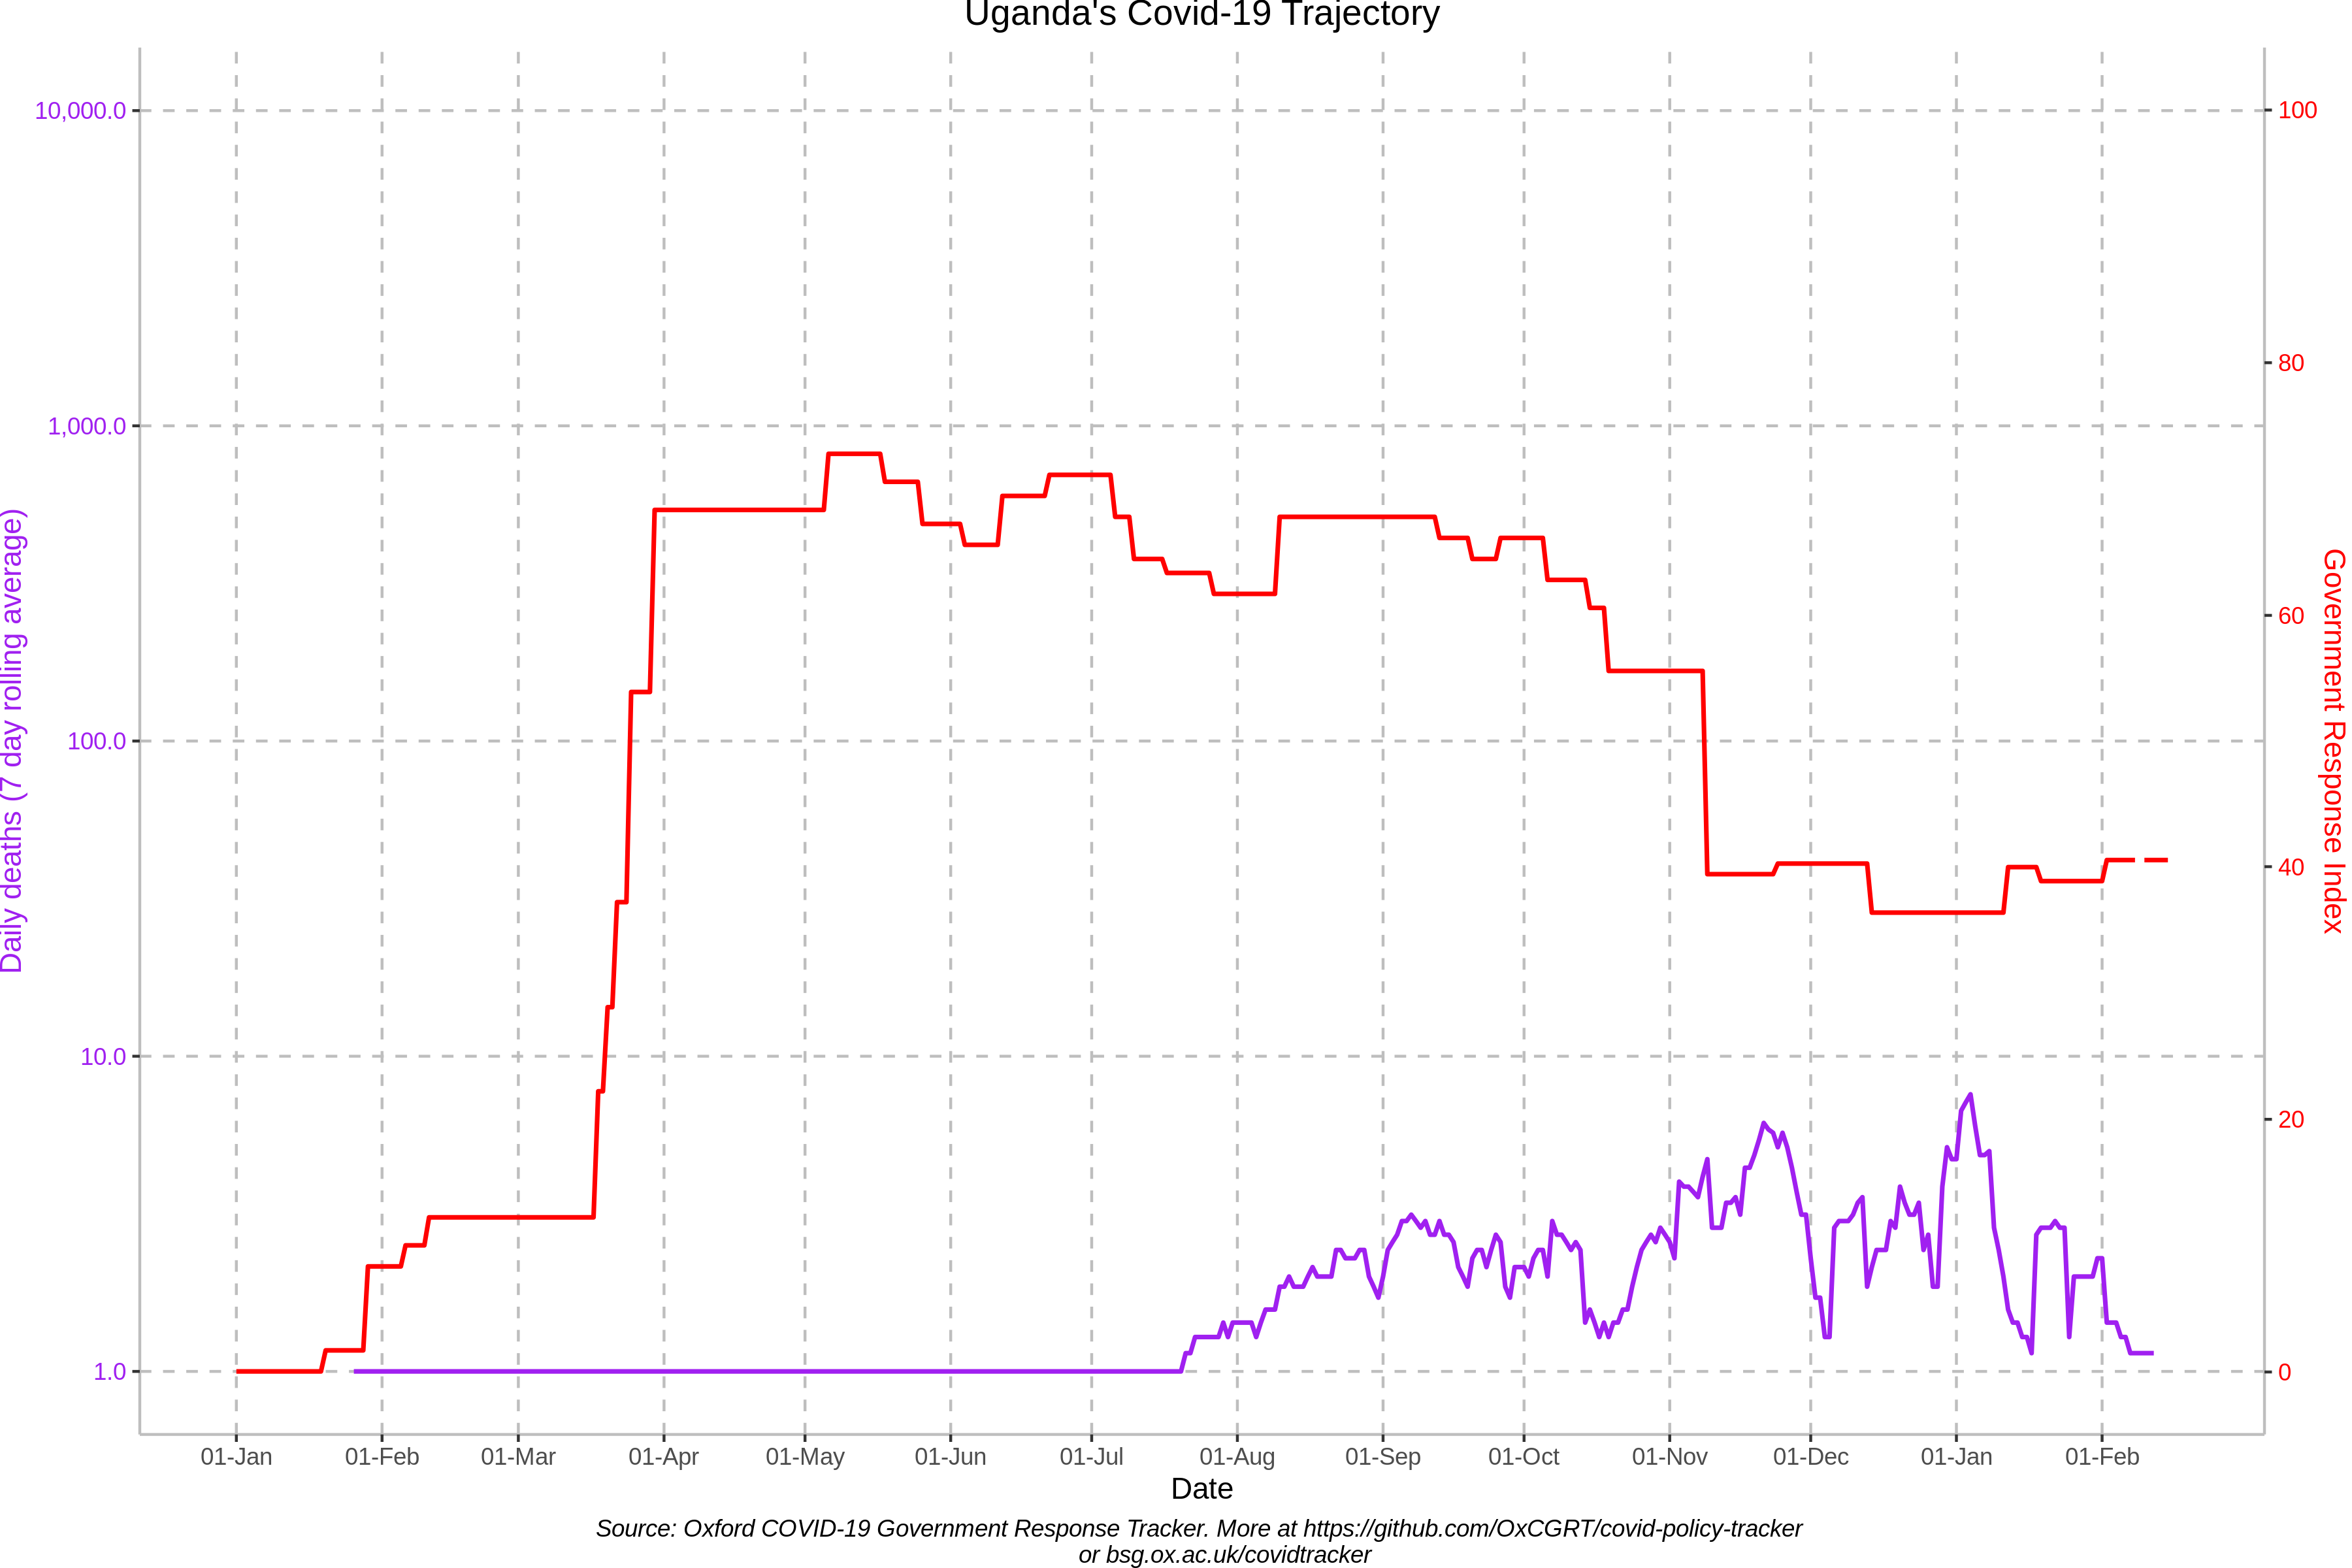 Uganda's Covid-19 Trajectory
10,000.0
1,000.0
100.0
10.0
1.0
Daily deaths (7 day rolling average)
100
80
60
40
20
0
Government Response Index
01-Jan 01-Feb 01-Mar 01-Apr 01-May 01-Jun 01-Jul 01-Aug 01-Sep 01-Oct 01-Nov 01-Dec 01-Jan 01-Feb
Date
Source: Oxford COVID-19 Government Response Tracker. More at https://github.com/OxCGRT/covid-policy-tracker
or bsg.ox.ac.uk/covidtracker